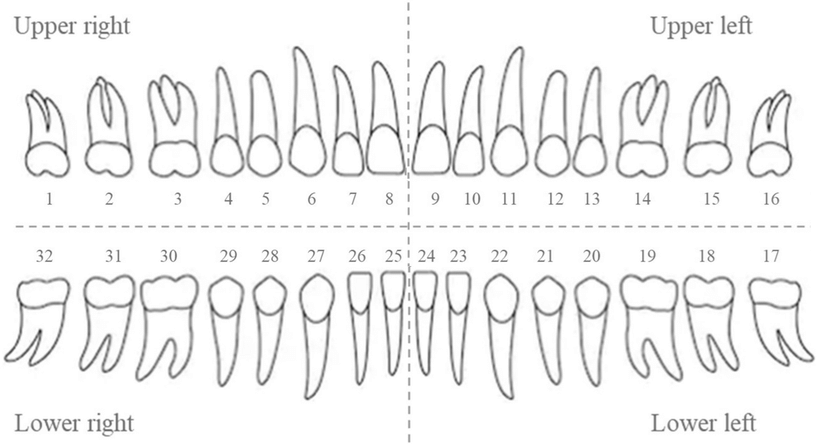 Upper right Upper left
1 2 3 4 5 6 7 8 9 10 11 12 13 14 15 16
32 31 30 29 28 27 26 25 24 23 22 21 20 19 18 17
Lower right Lower left